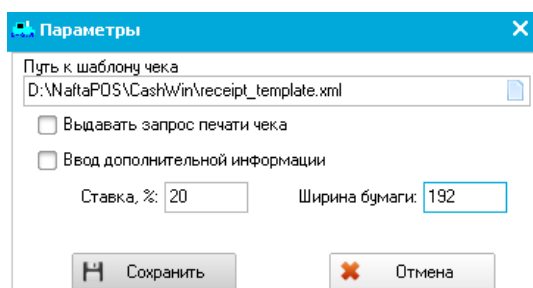 Параметры
Путь к шаблону чека
D:\NaftaPOS\CashWin\receipt_template.xml
Выдавать запрос печати чека
Ввод дополнительной информации
Ставка, %: 20 Ширина бумаги: 192
Сохранить Отмена